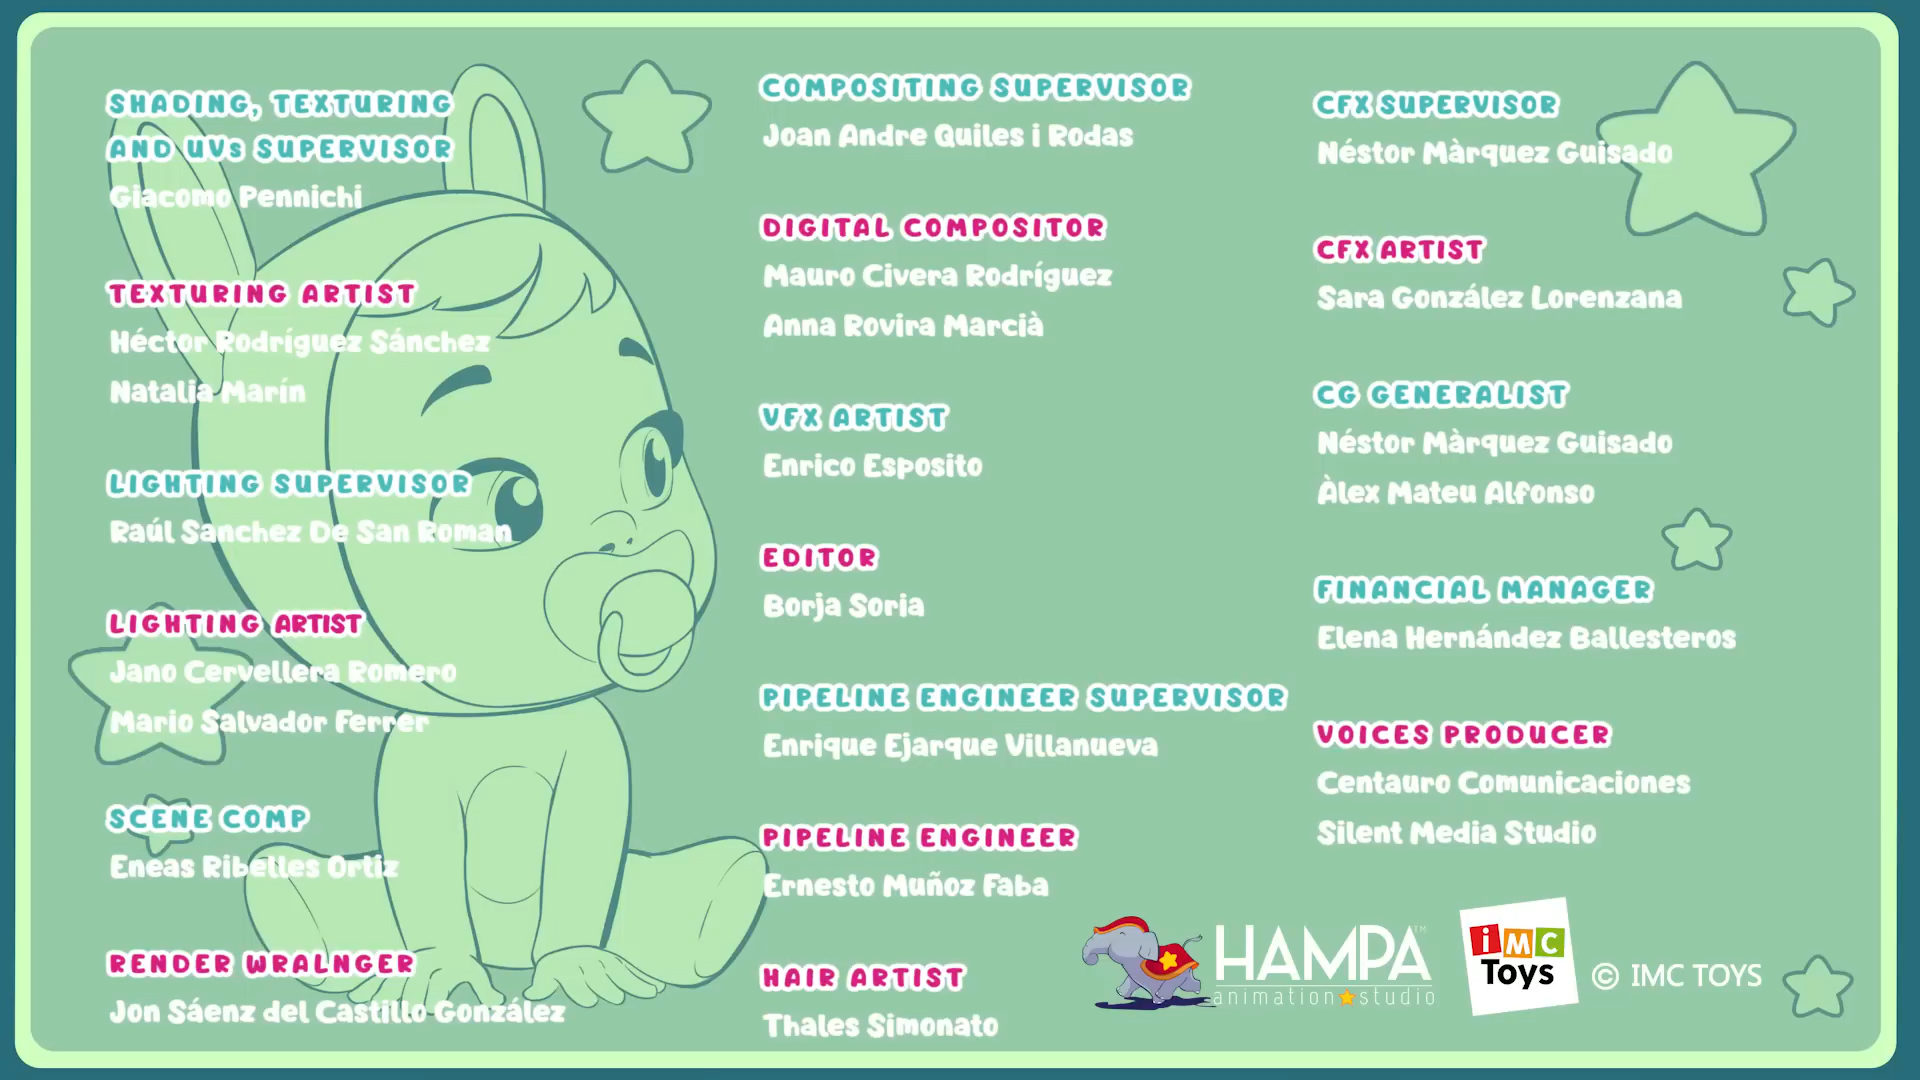 SHADING, TEXTURING
AND UVs SUPERVISOR
Giacomo Pennichi
TEXTURING ARTIST
Héctor Rodríguez Sánchez
Natalia Marín
LIGHTING SUPERVISOR
Raúl Sanchez De San Roman
LIGHTING ARTIST
Jano Cervellera Romero
Mario Salvador Ferrer
SCENE COMP
Eneas Ribelles Ortiz
RENDER WRALNGER
Jon Sáenz del Castillo González
COMPOSITING SUPERVISOR
Joan Andre Quiles i Rodas
DIGITAL COMPOSITOR
Mauro Civera Rodríguez
Anna Rovira Marcià
VFX ARTIST
Enrico Esposito
EDITOR
Borja Soria
PIPELINE ENGINEER SUPERVISOR
Enrique Ejarque Villanueva
PIPELINE ENGINEER
Ernesto Muñoz Faba
HAIR ARTIST
Thales Simonato
CFX SUPERVISOR
Néstor Màrquez Guisado
CFX ARTIST
Sara González Lorenzana
CG GENERALIST
Néstor Màrquez Guisado
Àlex Mateu Alfonso
FINANCIAL MANAGER
Elena Hernández Ballesteros
VOICES PRODUCER
Centauro Comunicaciones
Silent Media Studio
HAMPA™
animation studio
iMC
Toys
© IMC TOYS